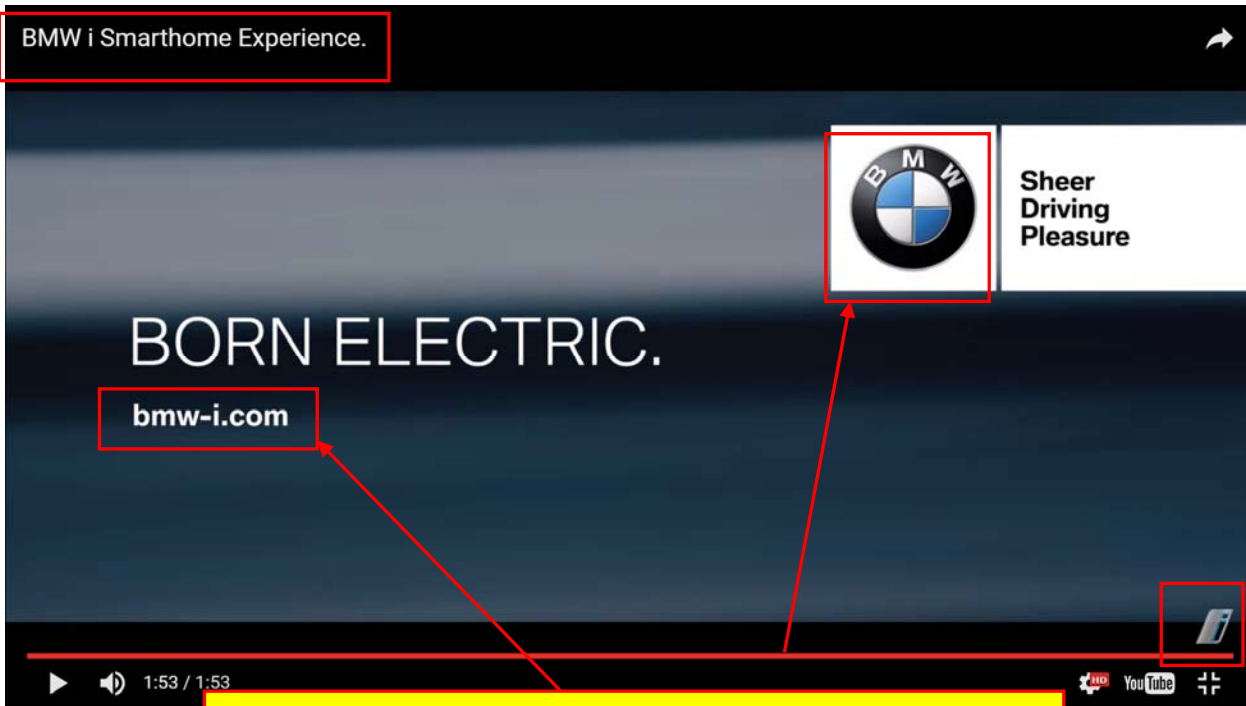 BMW i Smarthome Experience.
BMW
Sheer
Driving
Pleasure
BORN ELECTRIC.
bmw-i.com
i
1:53 / 1:53
HD
YouTube